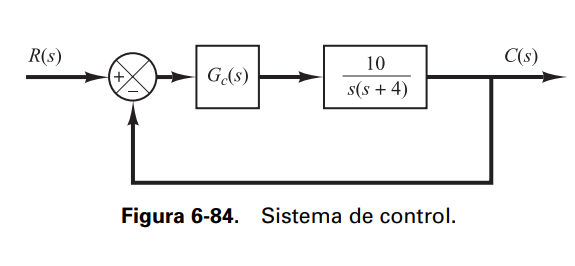 R(s)
+
−
G_c(s)
10
s(s + 4)
C(s)
Figura 6-84. Sistema de control.